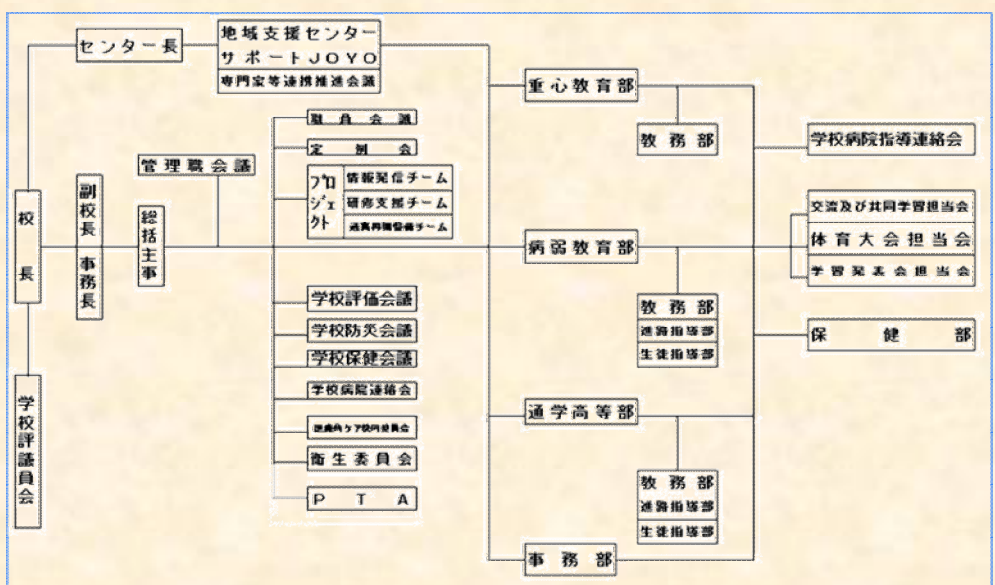 センター長
地域支援センター
サポートJOYO
専門家等連携推進会議
職員会議
定例会
管理職会議
プロジェクト
情報発信チーム
研修支援チーム
校長
副校長 事務長
総括主事
学校評価会議
学校防災会議
学校保健会議
学校病院連絡会
医療的ケア校内委員会
衛生委員会
PTA
学校評議員会
重心教育部
教務部
病弱教育部
教務部
進路指導部
生徒指導部
通学高等部
教務部
進路指導部
生徒指導部
事務部
学校病院指導連絡会
交流及び共同学習担当会
体育大会担当会
学習発表会担当会
保健部